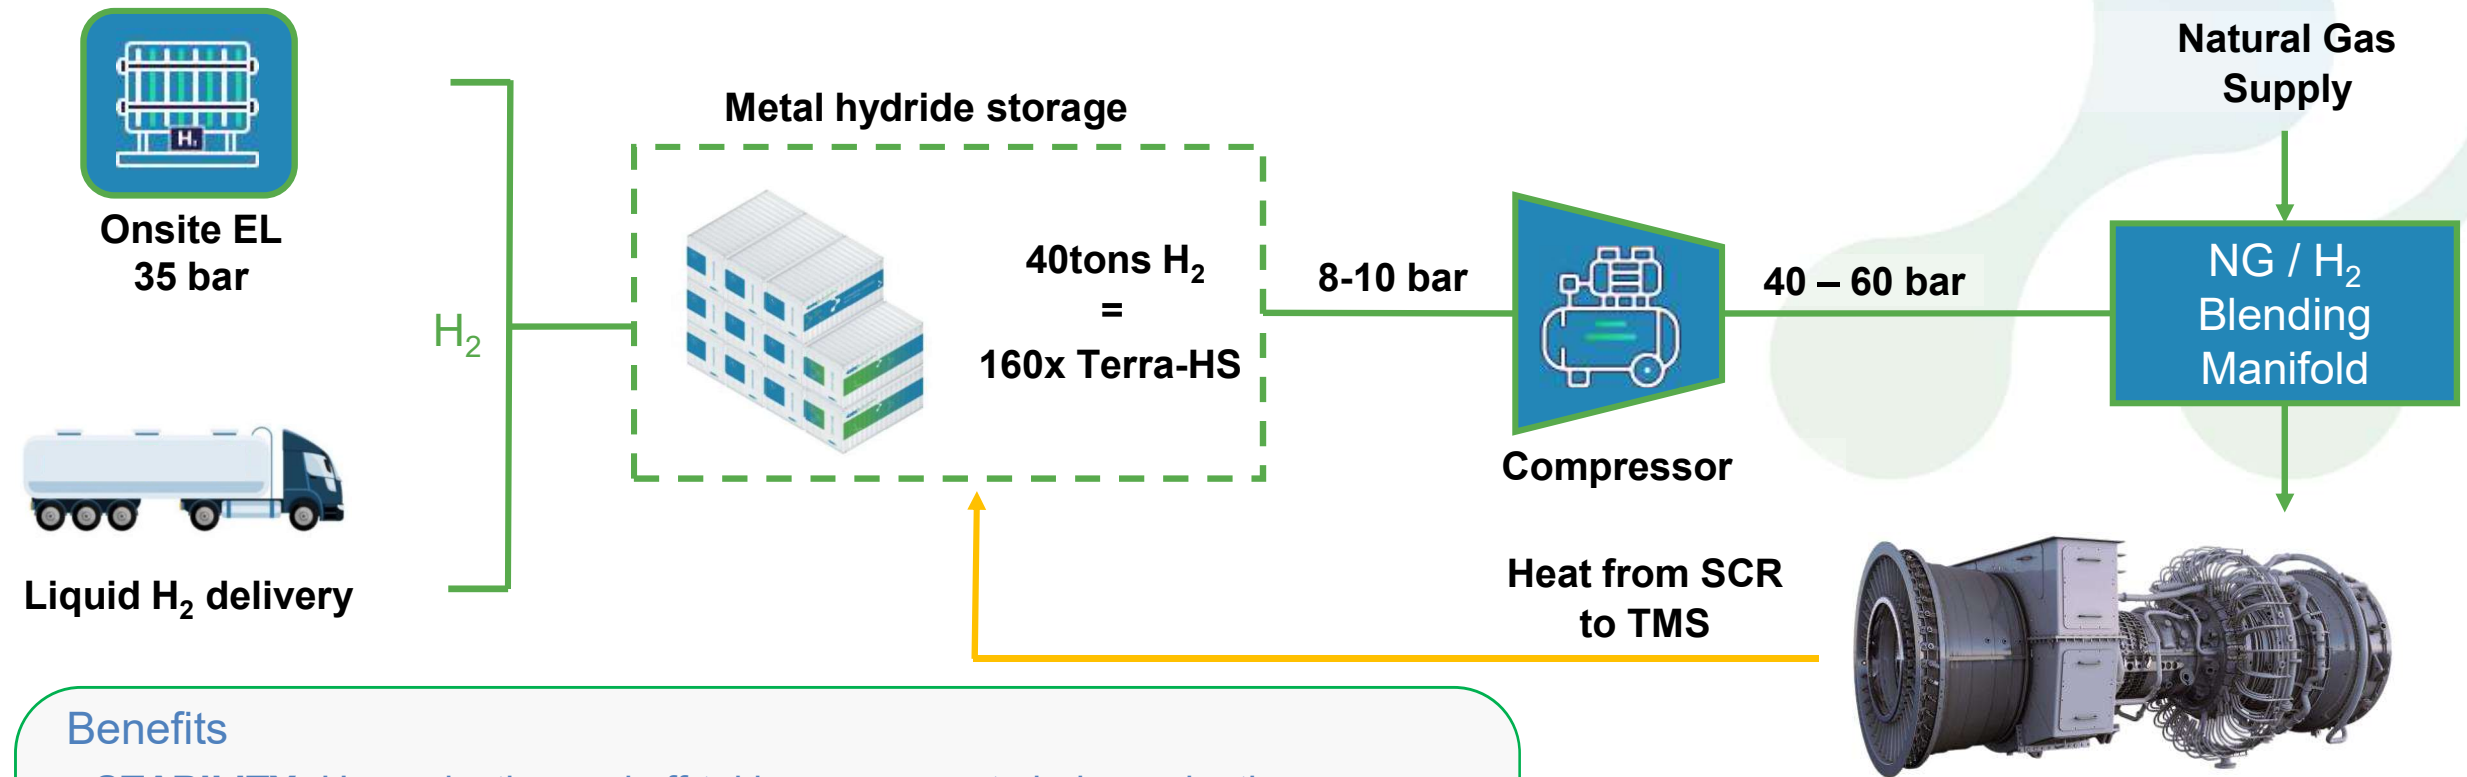 Onsite EL
35 bar
Liquid H₂ delivery
H₂
Metal hydride storage
40tons H₂
=
160x Terra-HS
8-10 bar
Compressor
40 – 60 bar
Natural Gas
Supply
NG / H₂
Blending
Manifold
Heat from SCR
to TMS
Benefits